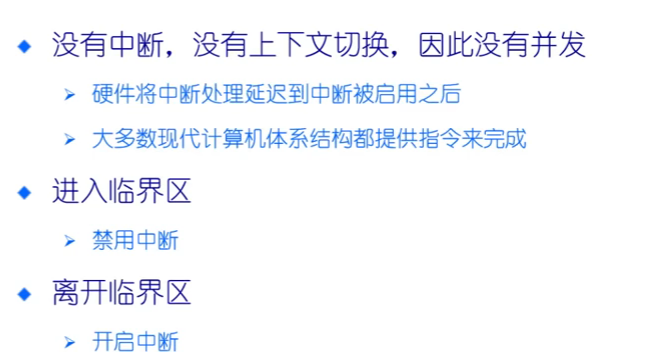 没有中断，没有上下文切换，因此没有并发
硬件将中断处理延迟到中断被启用之后
大多数现代计算机体系结构都提供指令来完成
进入临界区
禁用中断
离开临界区
开启中断